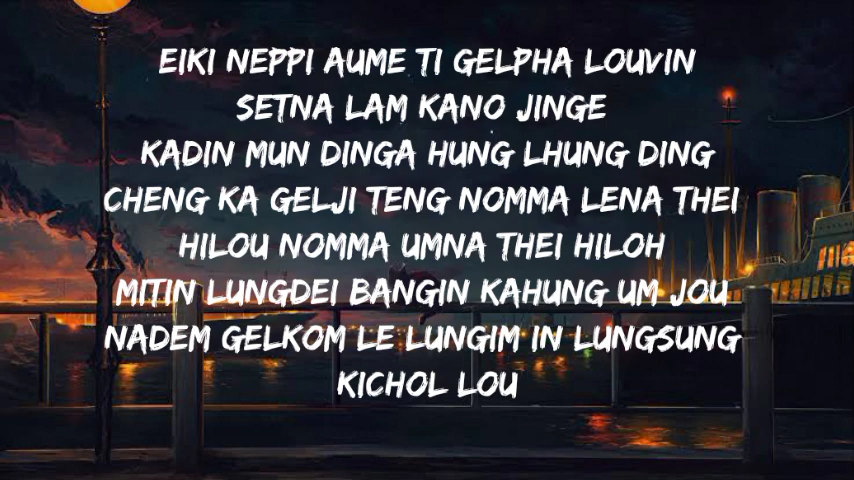 EIKI NEPPI AUME TI GELPHA LOUVIN
SETNA LAM KANO JINGE
KADIN MUN DINGA HUNG LHUNG DING
CHENG KA GELJI TENG NOMMA LENA THEI
HILOU NOMMA UMNA THEI HILOH
MITIN LUNGDEI BANGIN KAHUNG UM JOU
NADEM GELKOM LE LUNGIM IN LUNGSUNG
KICHOL LOU